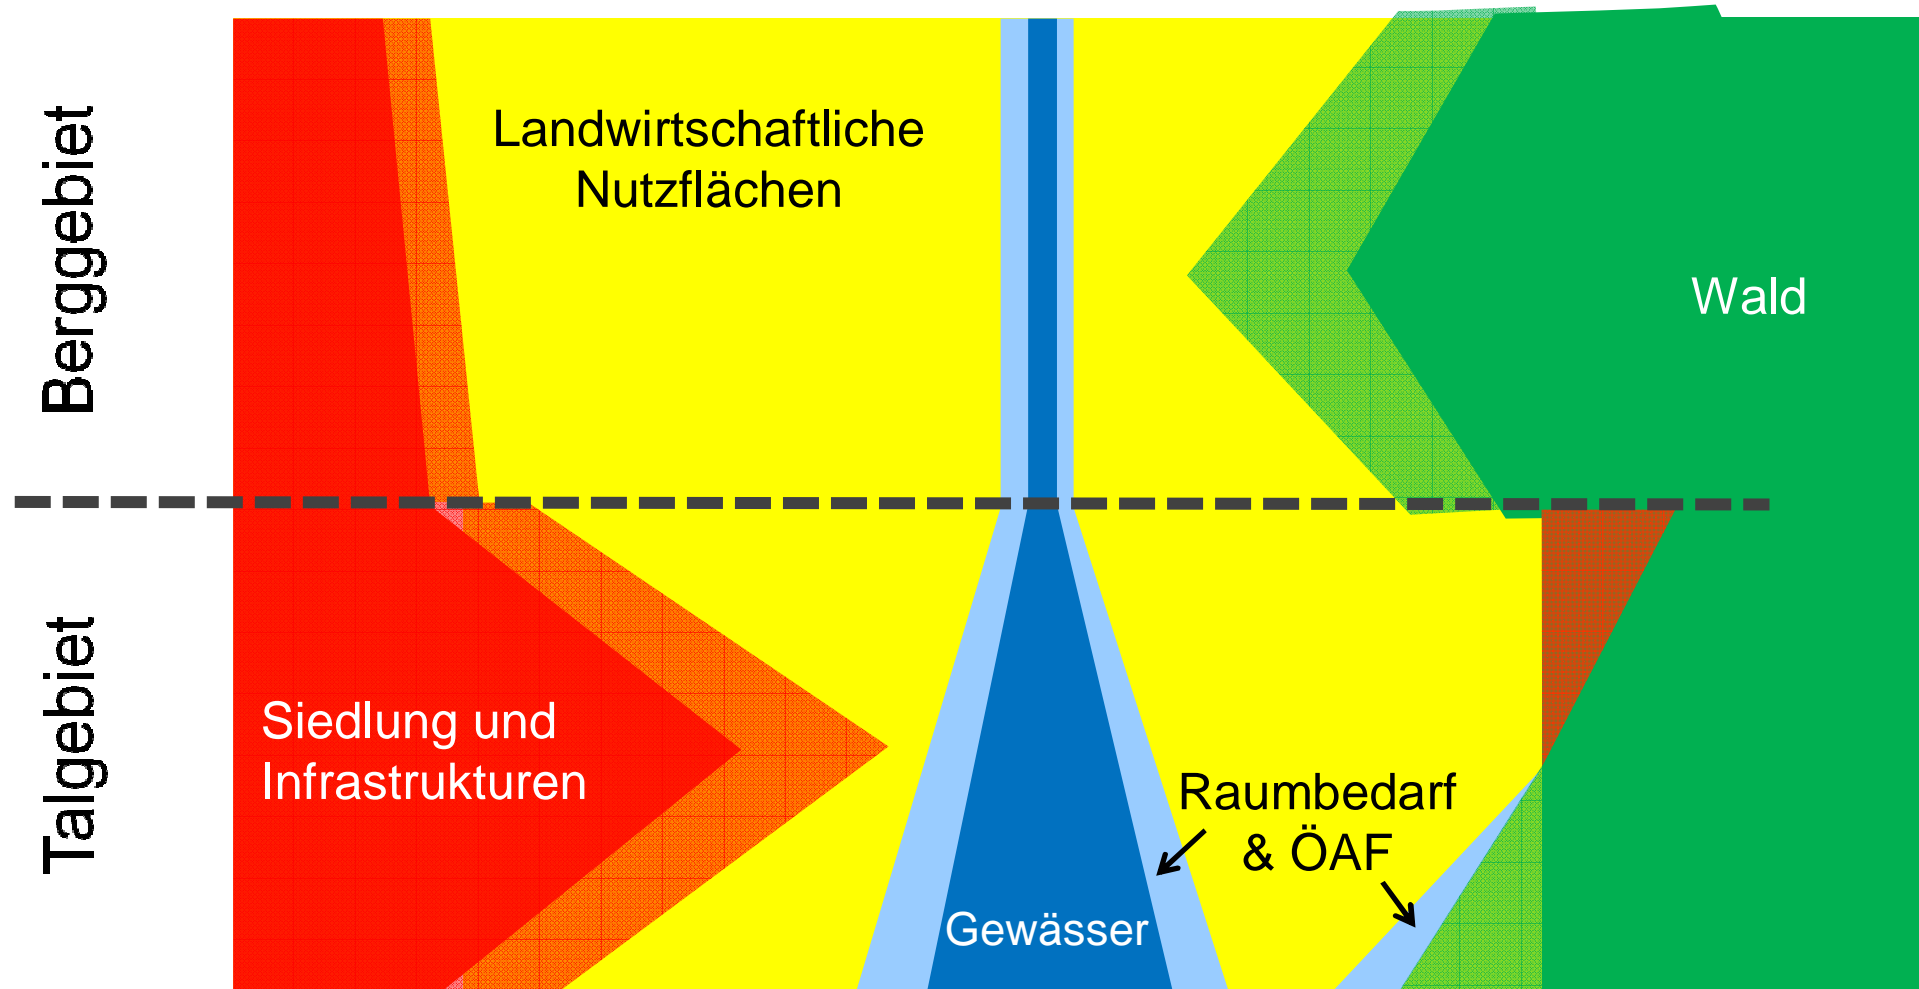 Berggebiet
Landwirtschaftliche
Nutzflächen
Wald
Talgebiet
Siedlung und
Infrastrukturen
Raumbedarf
& ÖAF
Gewässer